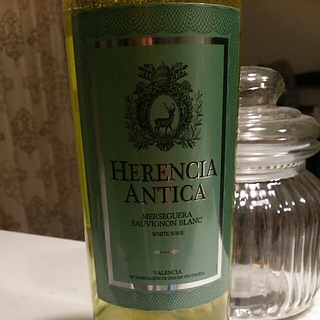 HERENCIA
ANTICA
MERSEGUERA
SAUVIGNON BLANC
WHITE WINE
VALENCIA
DENOMINACIÓN DE ORIGEN PROTEGIDA